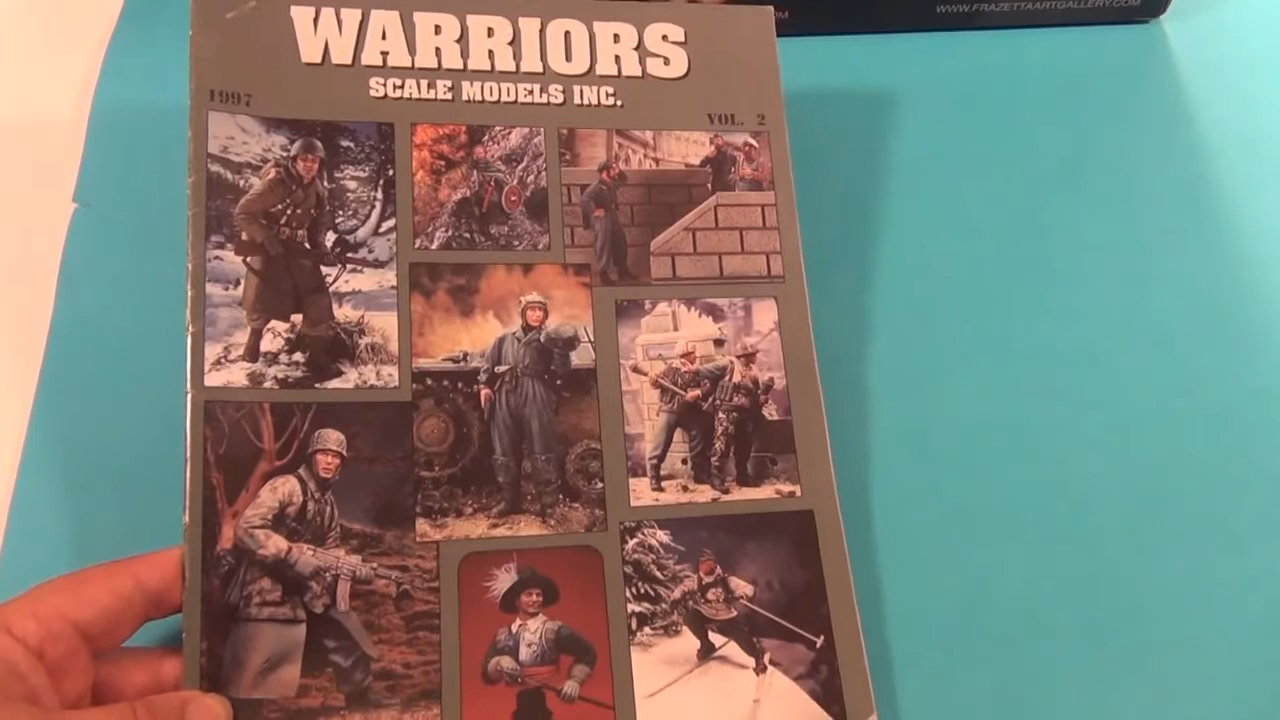 WARRIORS
SCALE MODELS INC.
1997
VOL. 2
WWW.FRAZETTAARTGALLERY.COM